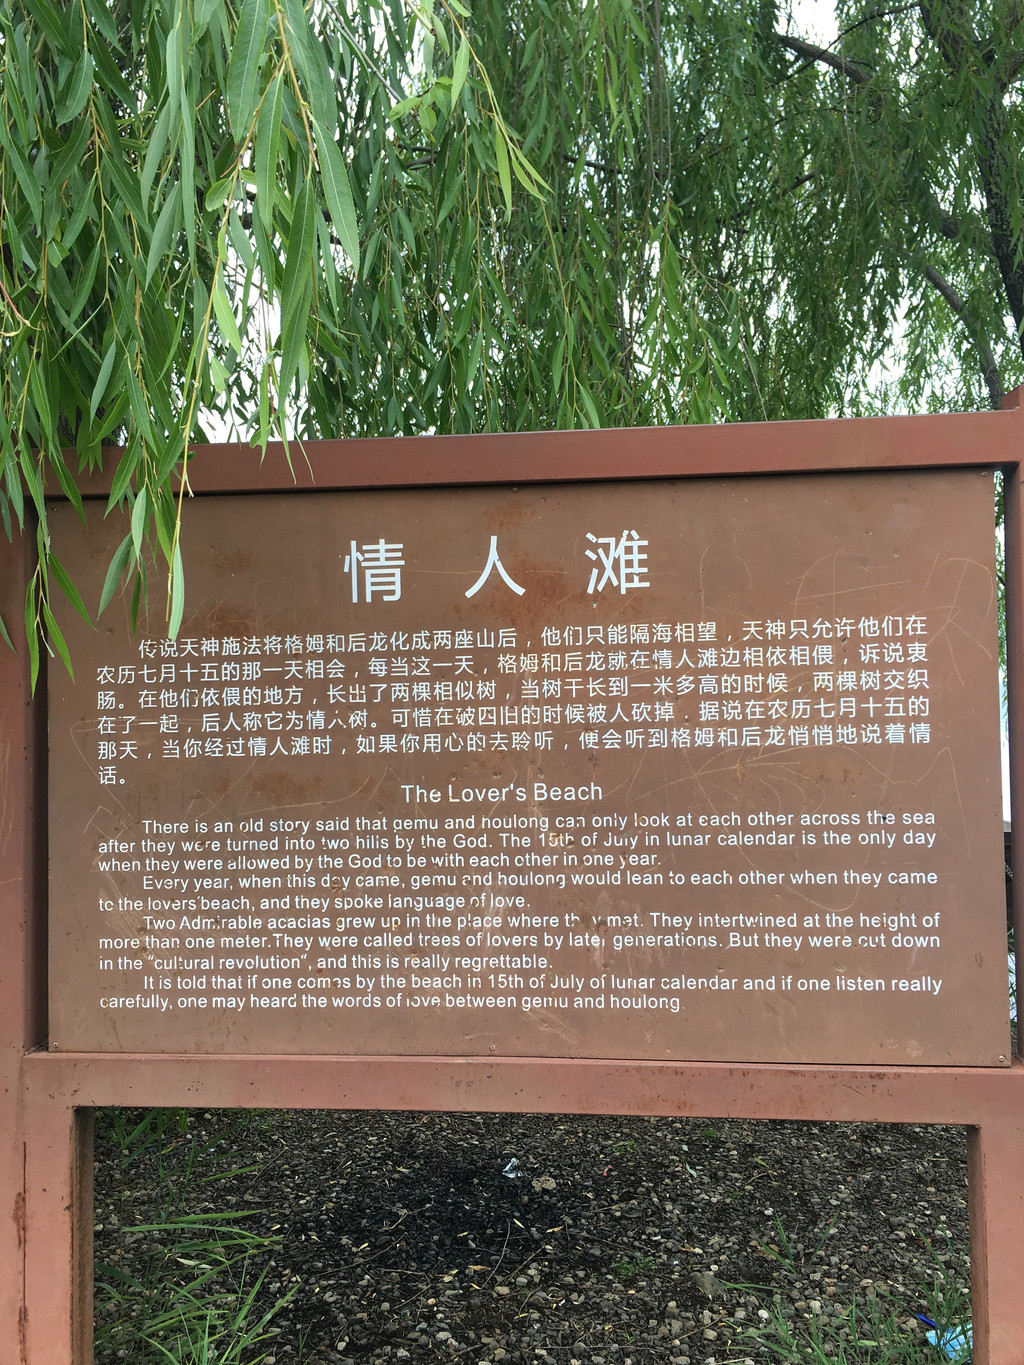 情人滩
传说天神施法将格姆和后龙化成两座山后，他们只能隔海相望，天神只允许他们在
农历七月十五的那一天相会，每当这一天，格姆和后龙就在情人滩边相依相偎，诉说衷
肠。在他们依偎的地方，长出了两棵相似树，当树干长到一米多高的时候，两棵树交织
在了一起，后人称它为情人树。可惜在破四旧的时候被人砍掉，据说在农历七月十五的
那天，当你经过情人滩时，如果你用心的去聆听，便会听到格姆和后龙悄悄地说着情
话。
The Lover's Beach
There is an old story said that gemu and houlong can only look at each other across the sea
after they were turned into two hills by the God. The 15th of July in lunar calendar is the only day
when they were allowed by the God to be with each other in one year.
Every year, when this day came, gemu and houlong would lean to each other when they came
to the lovers'beach, and they spoke language of love.
Two Admirable acacias grew up in the place where they met. They intertwined at the height of
more than one meter.They were called trees of lovers by later generations. But they were cut down
in the "cultural revolution", and this is really regrettable.
It is told that if one comes by the beach in 15th of July of lunar calendar and if one listen really
carefully, one may heard the words of love between gemu and houlong.